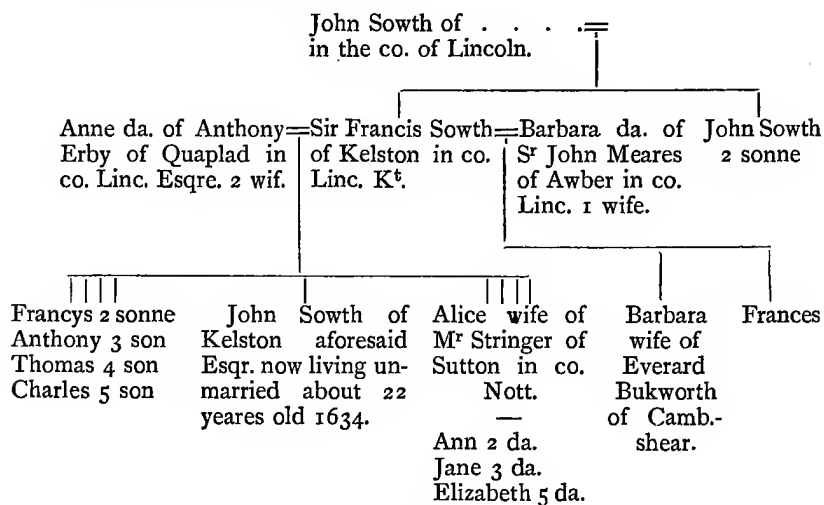 John Sowth of . . . .
in the co. of Lincoln.
Anne da. of Anthony
Erby of Quaplad in
co. Linc. Esqre. 2 wif.
Sir Francis Sowth
of Kelston in co.
Linc. Kt.
Barbara da. of
Sr John Meares
of Awber in co.
Linc. 1 wife.
John Sowth
2 sonne
Francys 2 sonne
Anthony 3 son
Thomas 4 son
Charles 5 son
John Sowth of
Kelston aforesaid
Esqr. now living un-
married about 22
yeares old 1634.
Alice wife of
Mr Stringer of
Sutton in co.
Nott.
—
Ann 2 da.
Jane 3 da.
Elizabeth 5 da.
Barbara
wife of
Everard
Bukworth
of Camb.-
shear.
Frances